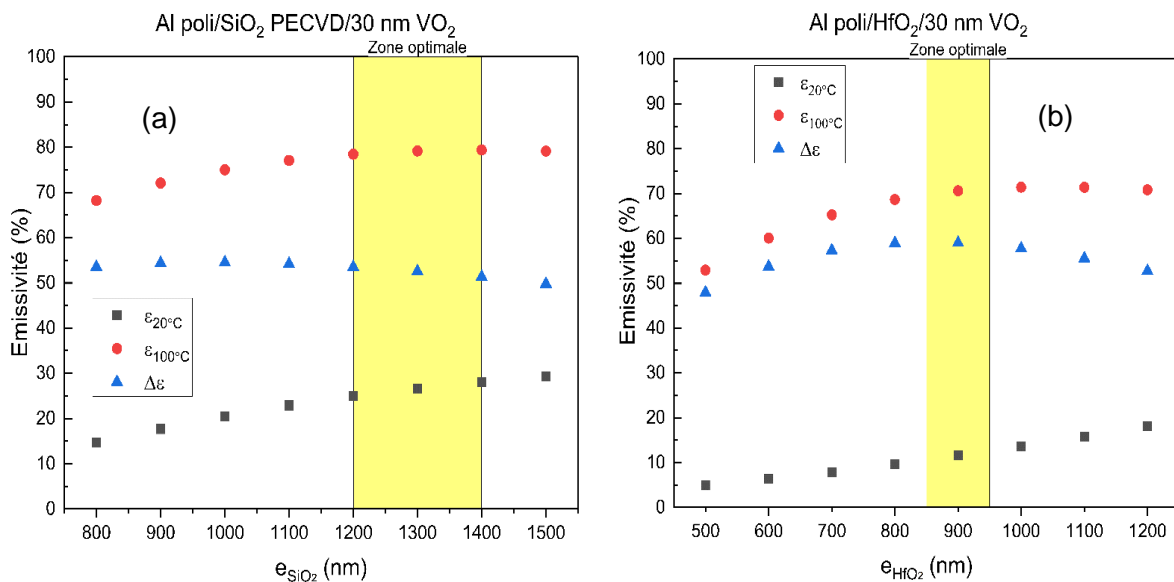 Al poli/SiO₂ PECVD/30 nm VO₂
Zone optimale
(a)
Emissivité (%)
100
90
80
70
60
50
40
30
20
10
0
ε20°C
ε100°C
Δε
800 900 1000 1100 1200 1300 1400 1500
eSiO₂ (nm)
Al poli/HfO₂/30 nm VO₂
Zone optimale
(b)
ε20°C
ε100°C
Δε
Emissivité (%)
100
90
80
70
60
50
40
30
20
10
0
500 600 700 800 900 1000 1100 1200
eHfO₂ (nm)